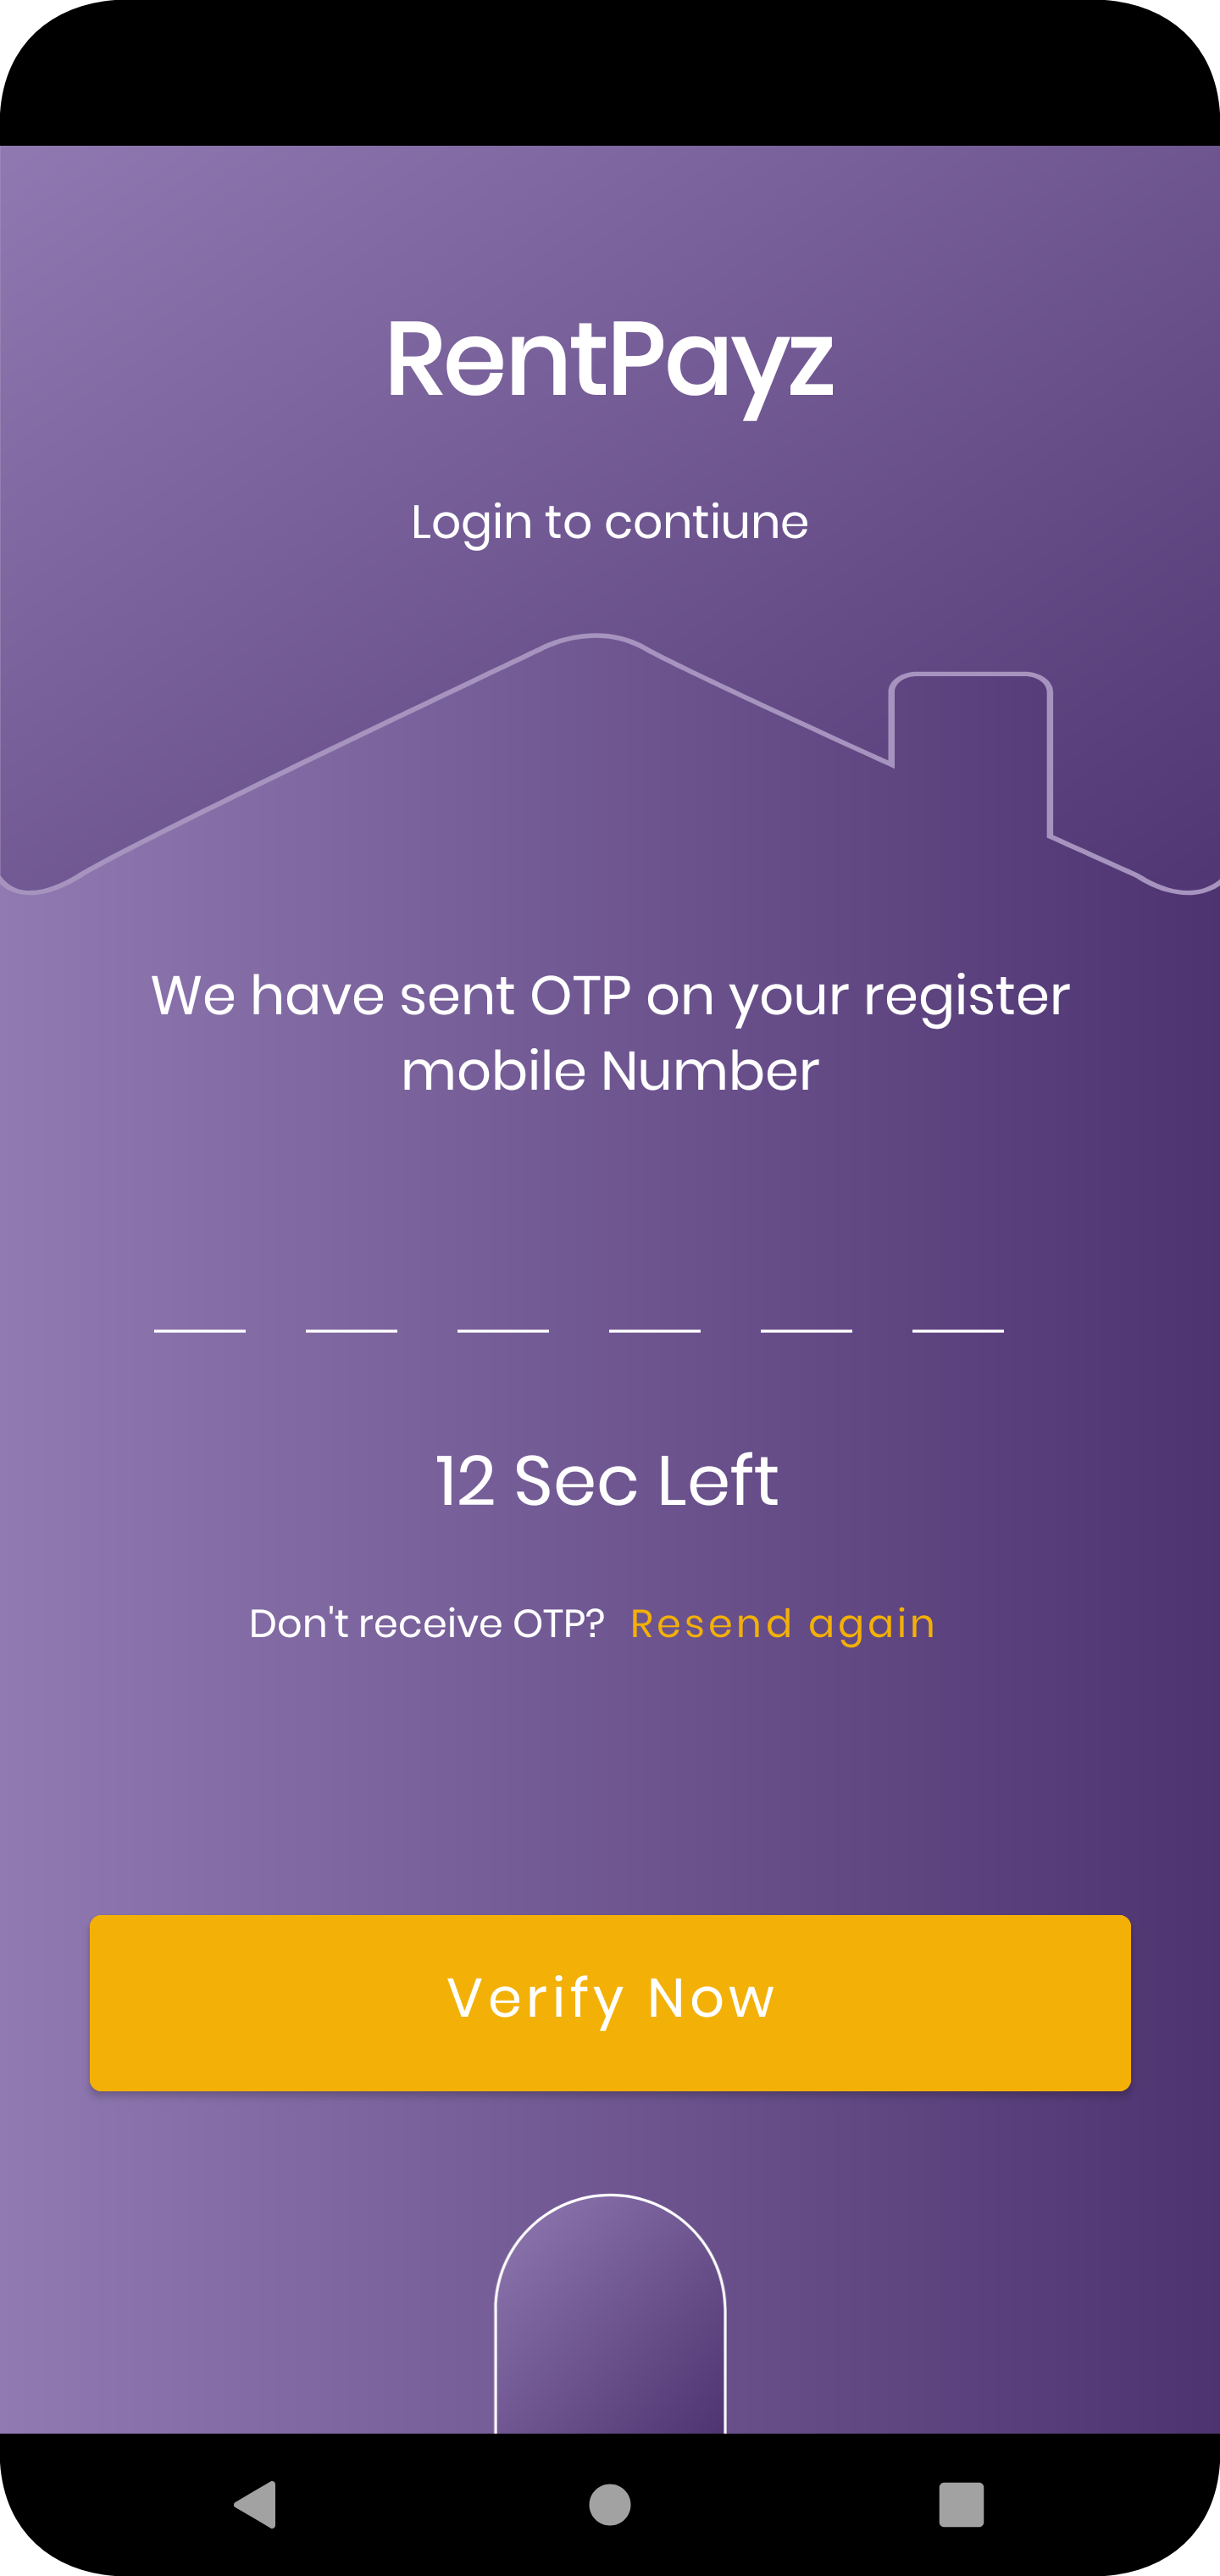 RentPayz
Login to contiune
We have sent OTP on your register
mobile Number
12 Sec Left
Don't receive OTP? Resend again
Verify Now